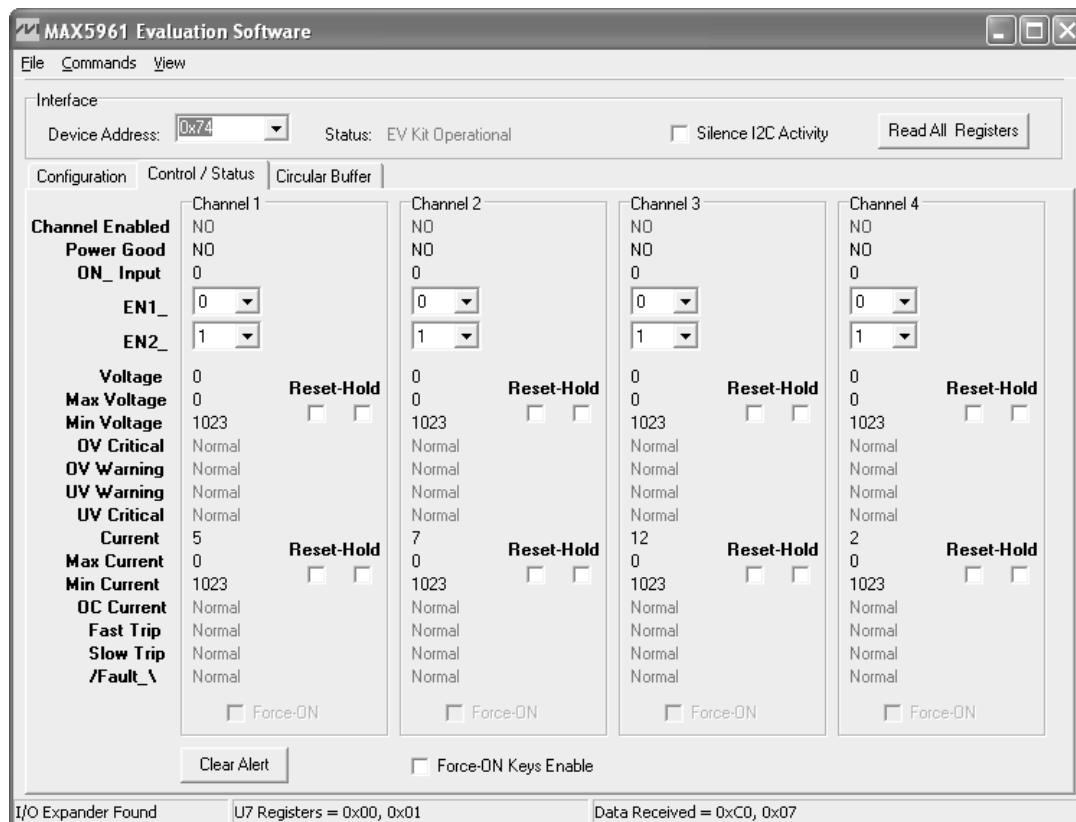 MAX5961 Evaluation Software
File Commands View
Interface
Device Address: 0x74 Status: EV Kit Operational Silence I2C Activity Read All Registers
Configuration Control / Status Circular Buffer
Channel 1 Channel 2 Channel 3 Channel 4
Channel Enabled NO NO NO NO
Power Good NO NO NO NO
ON_ Input 0 0 0 0
EN1_ 0 0 0 0
EN2_ 1 1 1 1
Voltage 0 0 0 0
Reset-Hold Reset-Hold Reset-Hold Reset-Hold
Max Voltage 0 0 0 0
Min Voltage 1023 1023 1023 1023
OV Critical Normal Normal Normal Normal
OV Warning Normal Normal Normal Normal
UV Warning Normal Normal Normal Normal
UV Critical Normal Normal Normal Normal
Current 5 7 12 2
Reset-Hold Reset-Hold Reset-Hold Reset-Hold
Max Current 0 0 0 0
Min Current 1023 1023 1023 1023
OC Current Normal Normal Normal Normal
Fast Trip Normal Normal Normal Normal
Slow Trip Normal Normal Normal Normal
/Fault_\ Normal Normal Normal Normal
Force-ON Force-ON Force-ON Force-ON
Clear Alert Force-ON Keys Enable
I/O Expander Found U7 Registers = 0x00, 0x01 Data Received = 0xC0, 0x07